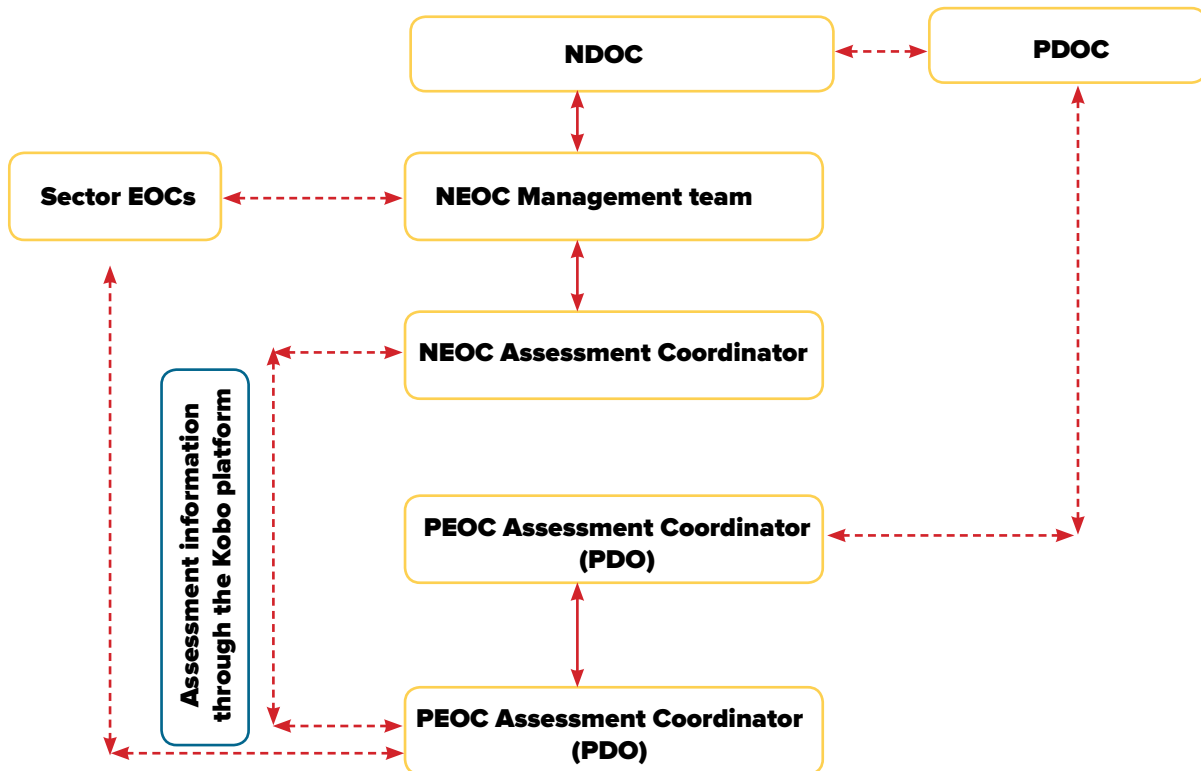 NDOC
PDOC
Sector EOCs
NEOC Management team
NEOC Assessment Coordinator
Assessment information
through the Kobo platform
PEOC Assessment Coordinator
(PDO)
PEOC Assessment Coordinator
(PDO)